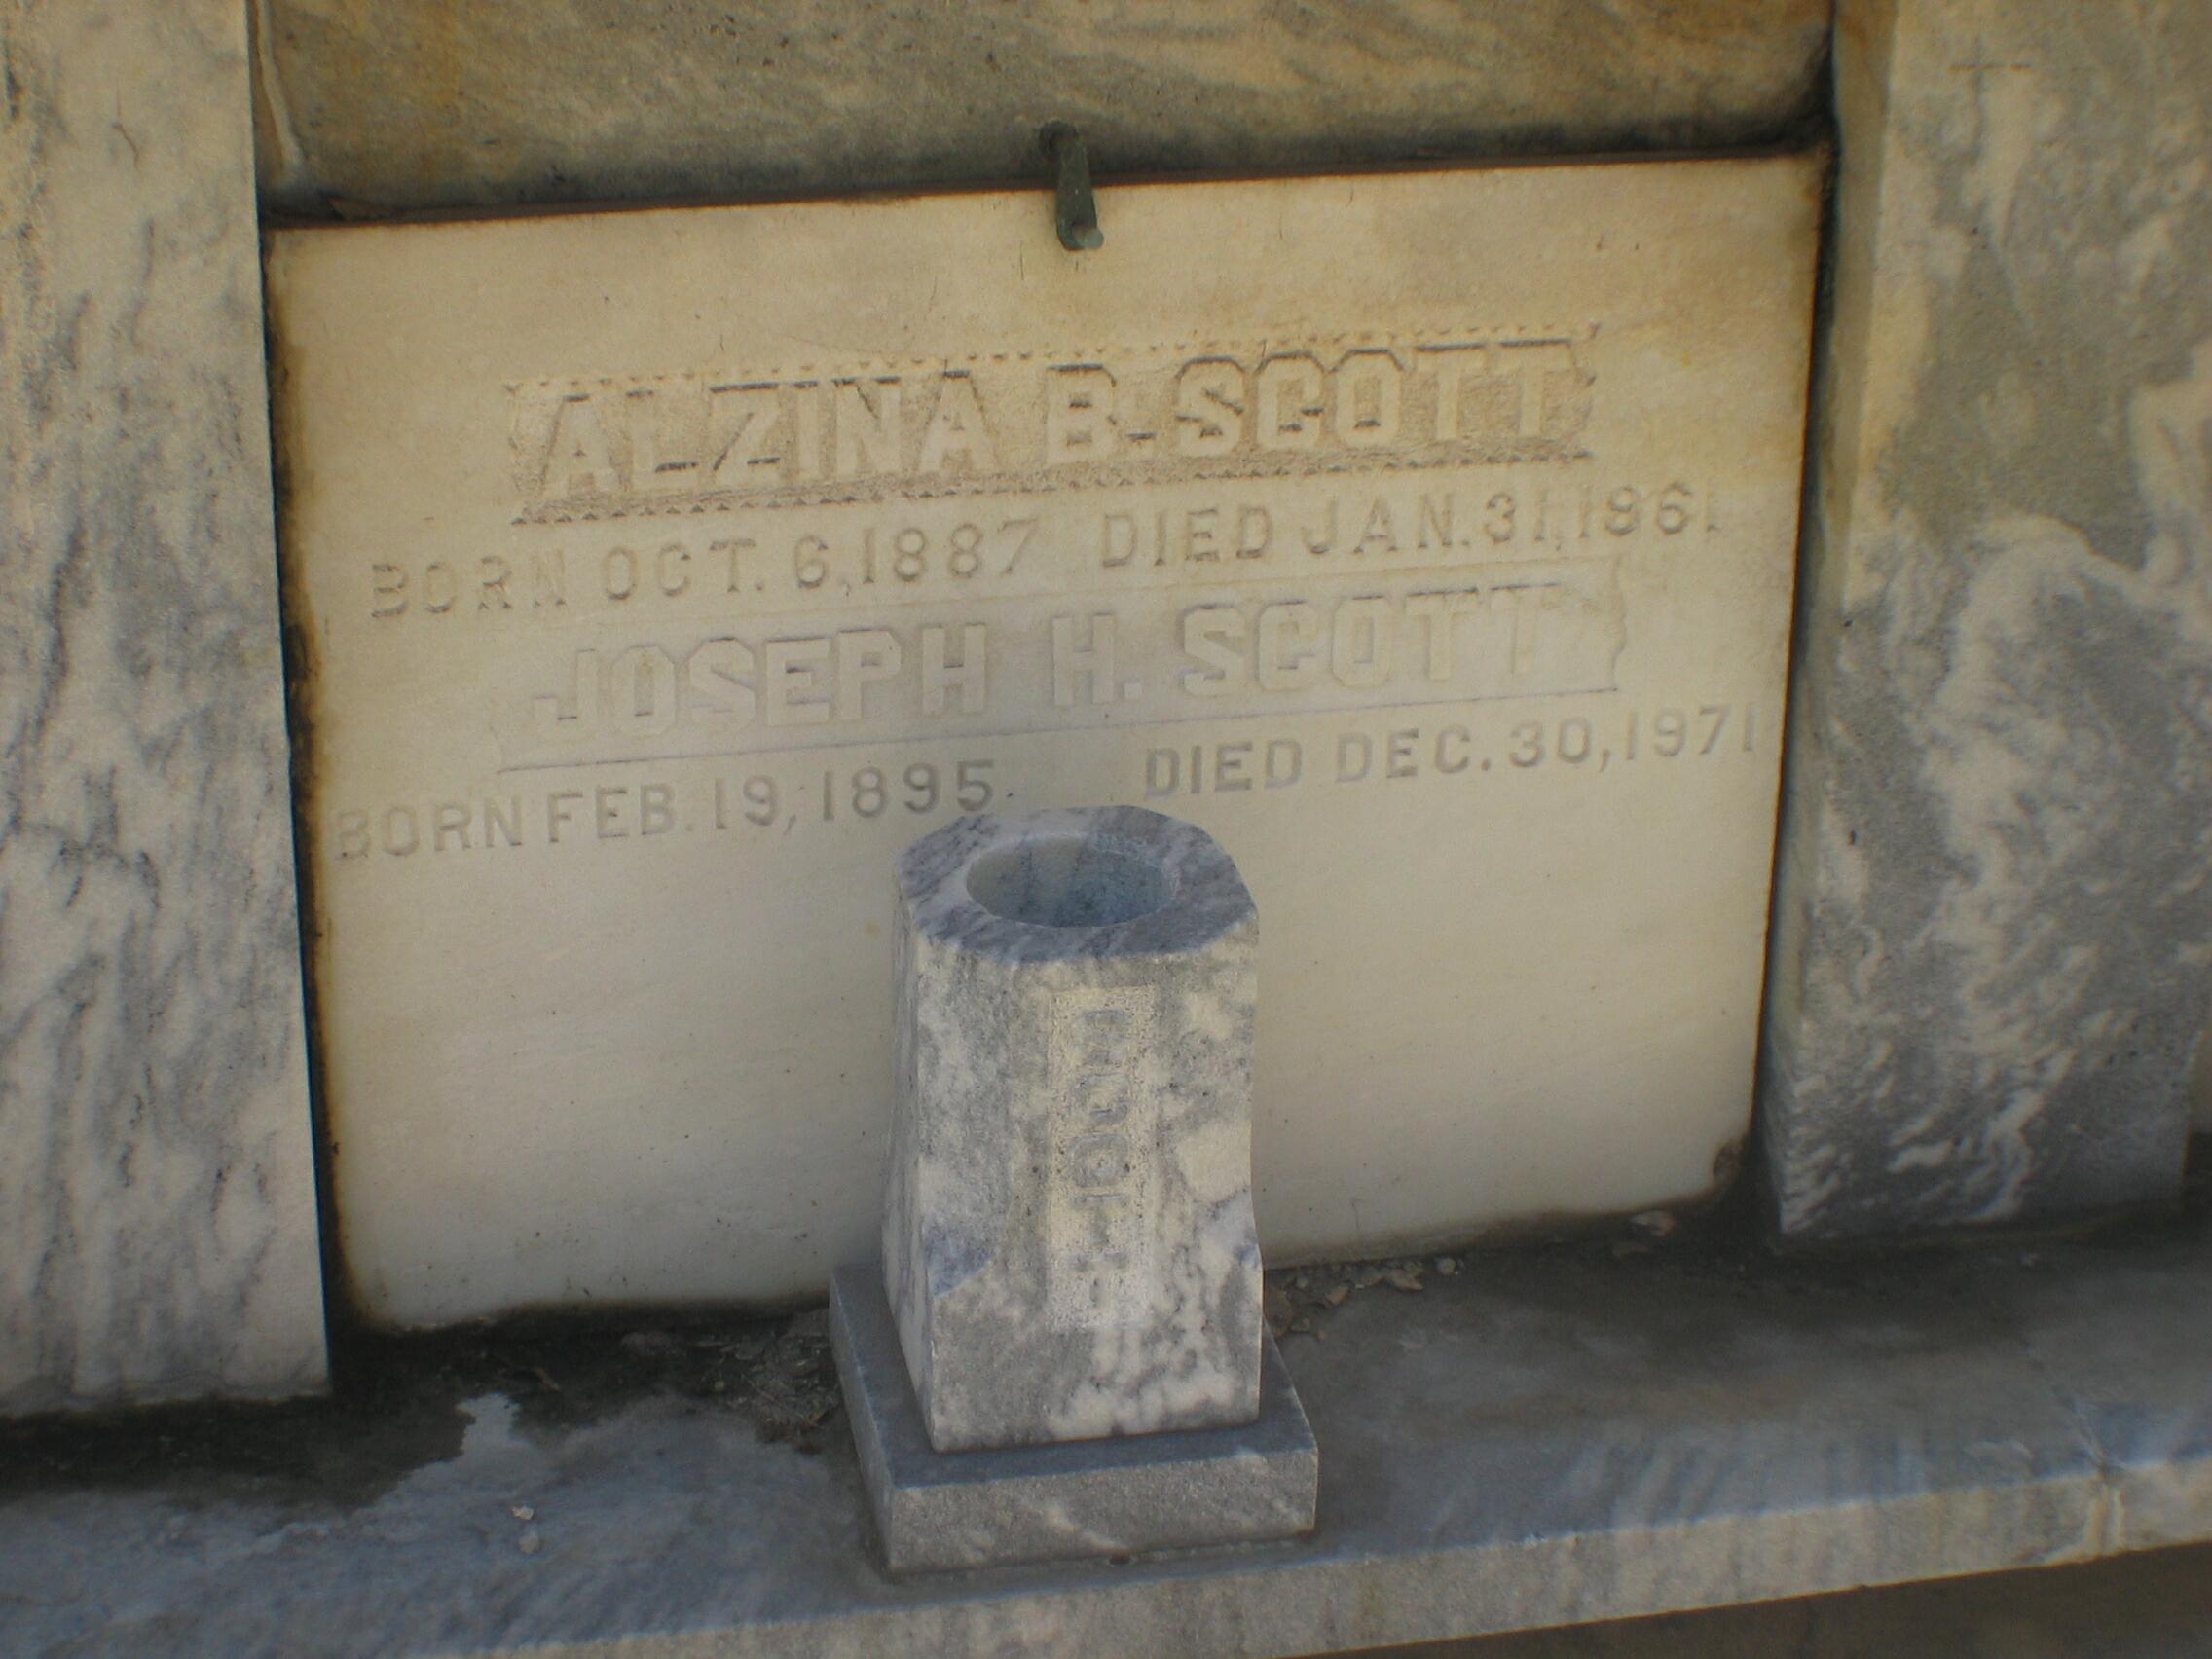 ALZINA B. SCOTT
BORN OCT. 6, 1887 DIED JAN. 31, 1961
JOSEPH H. SCOTT
BORN FEB. 19, 1895 DIED DEC. 30, 1971